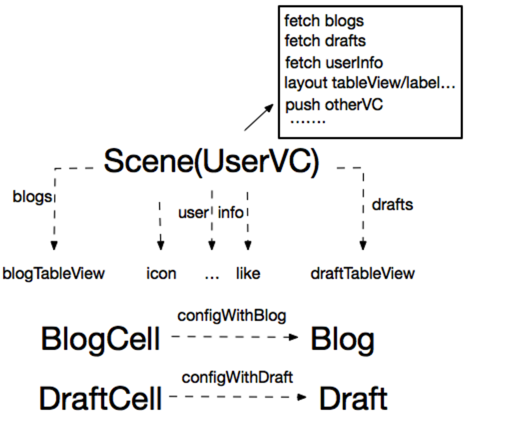 fetch blogs
fetch drafts
fetch userInfo
layout tableView/label...
push otherVC
.......
Scene(UserVC)
blogs
user info
drafts
blogTableView icon ... like draftTableView
configWithBlog
BlogCell Blog
configWithDraft
DraftCell Draft